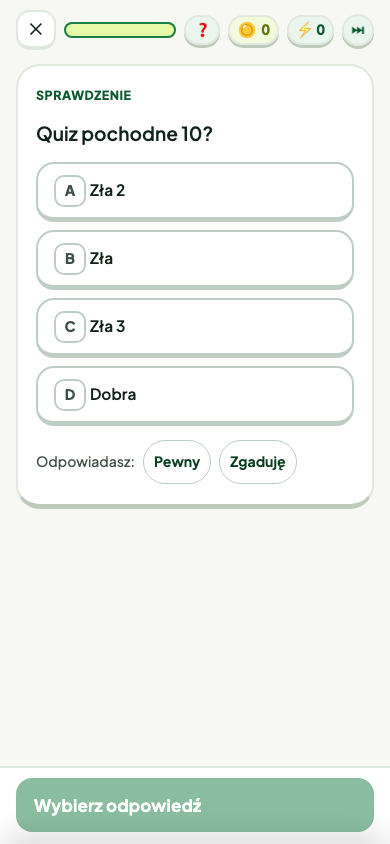 0
0
SPRAWDZENIE
Quiz pochodne 10?
A Zła 2
B Zła
C Zła 3
D Dobra
Odpowiadasz: Pewny Zgaduję
Wybierz odpowiedź